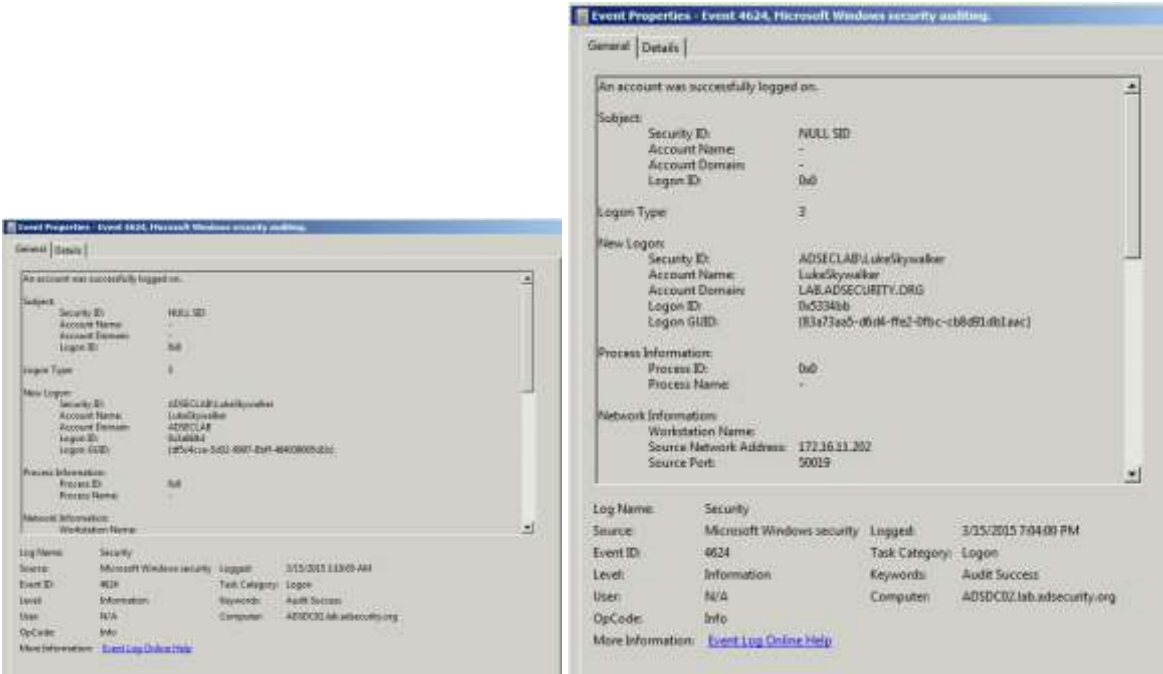 Event Properties - Event 4624, Microsoft Windows security auditing.
General Details
An account was successfully logged on.
Subject:
Security ID: NULL SID
Account Name: -
Account Domain: -
Logon ID: 0x0
Logon Type: 3
New Logon:
Security ID: ADSECLAB\LukeSkywalker
Account Name: LukeSkywalker
Account Domain: ADSECLAB
Logon ID:
Logon GUID:
Process Information:
Process ID: 0x0
Process Name: -
Network Information:
Workstation Name:
Log Name: Security
Source: Microsoft Windows security Logged: 3/15/2015 AM
Event ID: 4624 Task Category: Logon
Level: Information Keywords: Audit Success
User: N/A Computer: ADSDC02.lab.adsecurity.org
OpCode: Info
More Information: Event Log Online Help
Event Properties - Event 4624, Microsoft Windows security auditing.
General Details
An account was successfully logged on.
Subject:
Security ID: NULL SID
Account Name: -
Account Domain: -
Logon ID: 0x0
Logon Type: 3
New Logon:
Security ID: ADSECLAB\LukeSkywalker
Account Name: LukeSkywalker
Account Domain: LAB.ADSECURITY.ORG
Logon ID: 0x5334bb
Logon GUID: {83a73aa5-d6d4-ffe2-0fbc-cb8d91db1aac}
Process Information:
Process ID: 0x0
Process Name: -
Network Information:
Workstation Name:
Source Network Address: 172.16.11.202
Source Port: 50019
Log Name: Security
Source: Microsoft Windows security Logged: 3/15/2015 7:04:00 PM
Event ID: 4624 Task Category: Logon
Level: Information Keywords: Audit Success
User: N/A Computer: ADSDC02.lab.adsecurity.org
OpCode: Info
More Information: Event Log Online Help